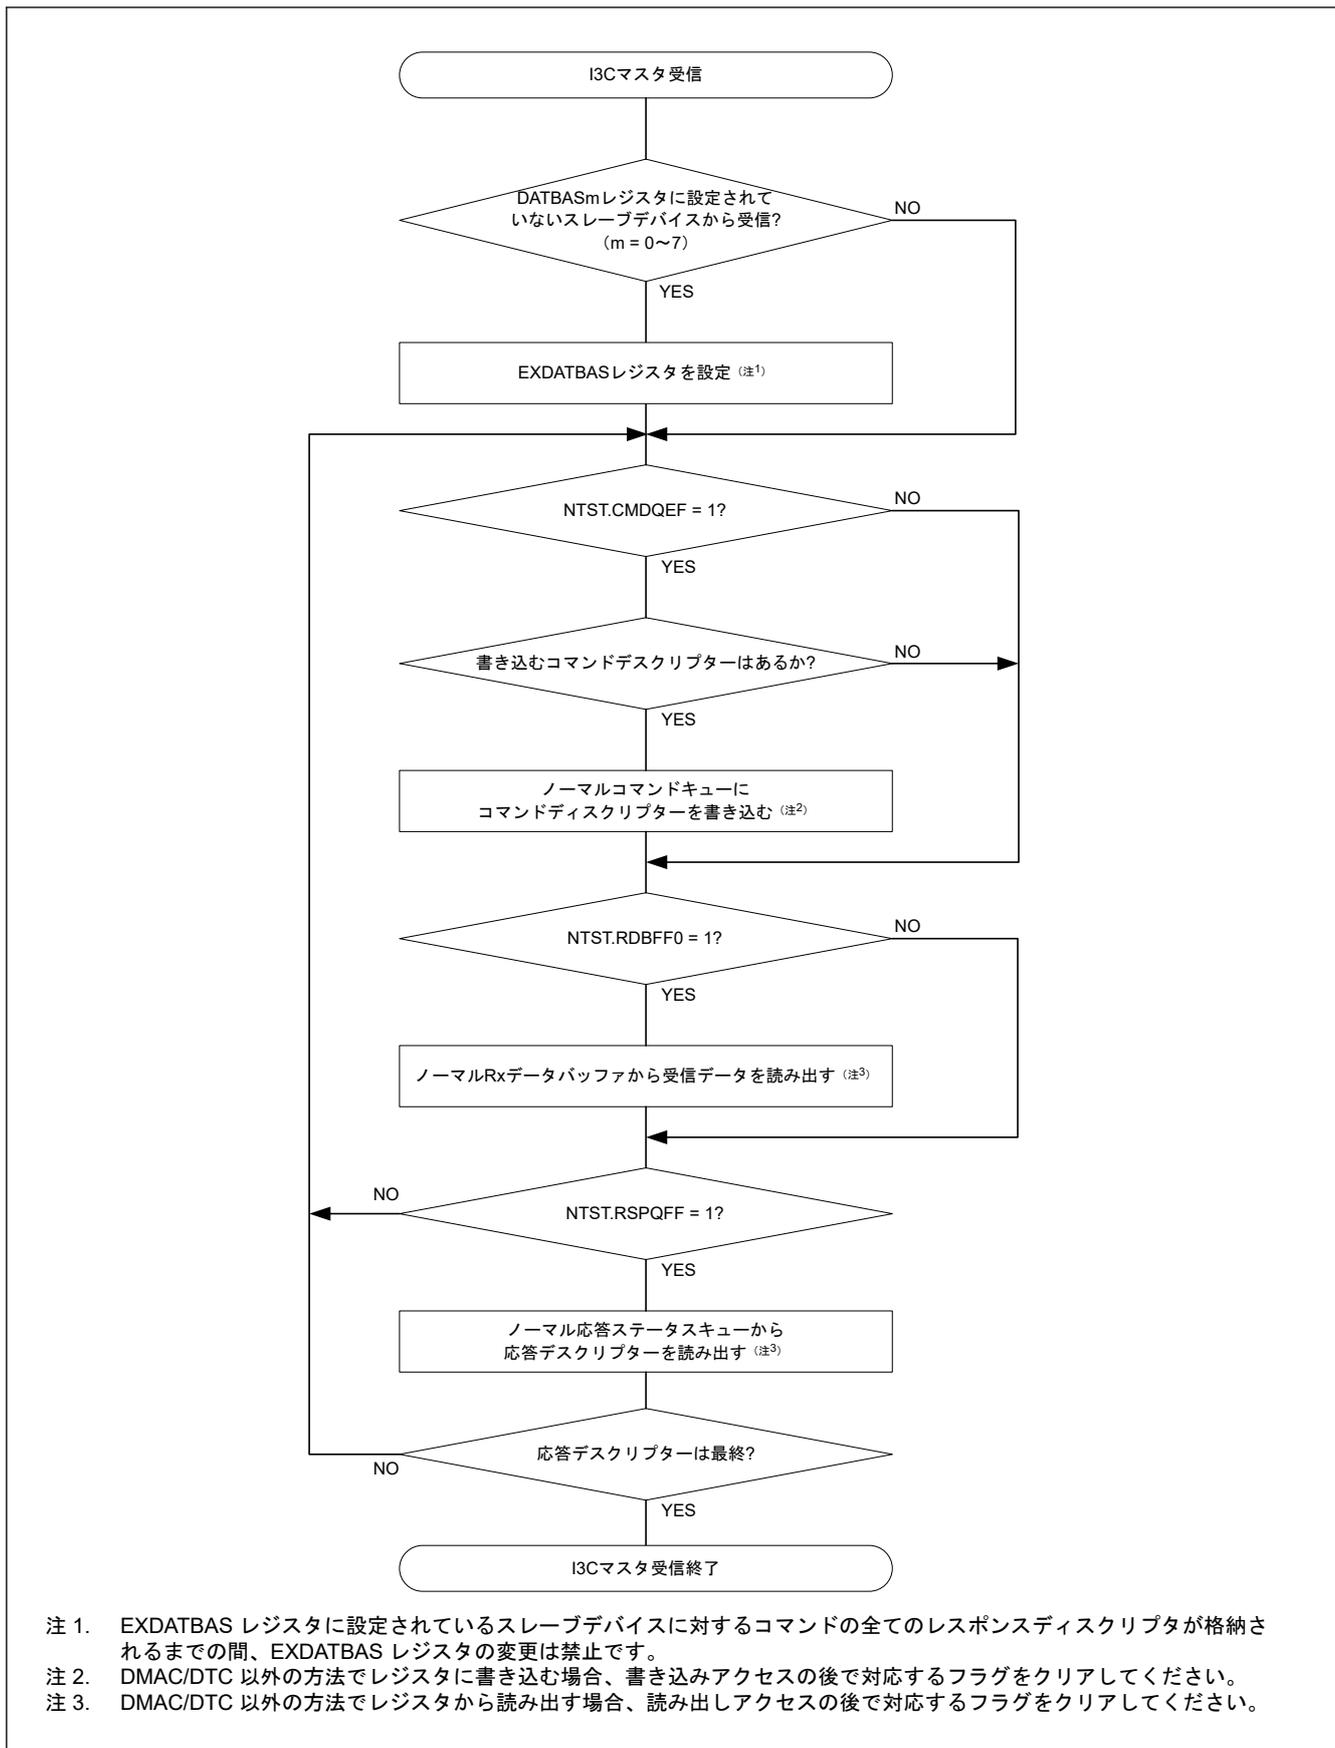 I3Cマスタ受信
DATBASmレジスタに設定されて
いないスレーブデバイスから受信?
（m = 0～7）
NO
YES
EXDATBASレジスタを設定（注1）
NTST.CMDQEF = 1?
NO
YES
書き込むコマンドデスクリプターはあるか?
NO
YES
ノーマルコマンドキューに
コマンドディスクリプターを書き込む（注2）
NTST.RDBFF0 = 1?
NO
YES
ノーマルRxデータバッファから受信データを読み出す（注3）
NO
NTST.RSPQFF = 1?
YES
ノーマル応答ステータスキューから
応答デスクリプターを読み出す（注3）
応答デスクリプターは最終?
NO
YES
I3Cマスタ受信終了
注 1. EXDATBAS レジスタに設定されているスレーブデバイスに対するコマンドの全てのレスポンスディスクリプタが格納さ
れるまでの間、EXDATBAS レジスタの変更は禁止です。
注 2. DMAC/DTC 以外の方法でレジスタに書き込む場合、書き込みアクセスの後で対応するフラグをクリアしてください。
注 3. DMAC/DTC 以外の方法でレジスタから読み出す場合、読み出しアクセスの後で対応するフラグをクリアしてください。